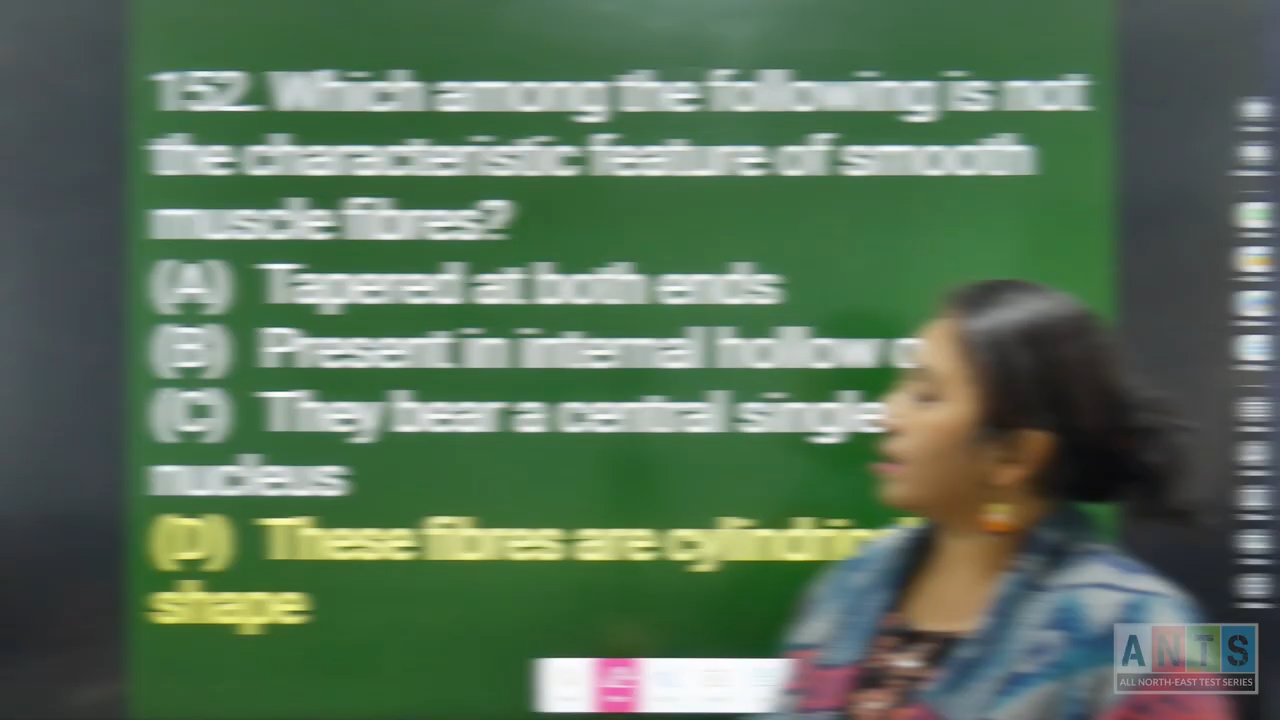 152. Which among the following is not
the characteristic feature of smooth
muscle fibres?
(A) Tapered at both ends
(B) Present in internal hollow
(C) They bear a central single
nucleus
(D) These fibres are
shape
ANTS
ALL NORTH-EAST TEST SERIES